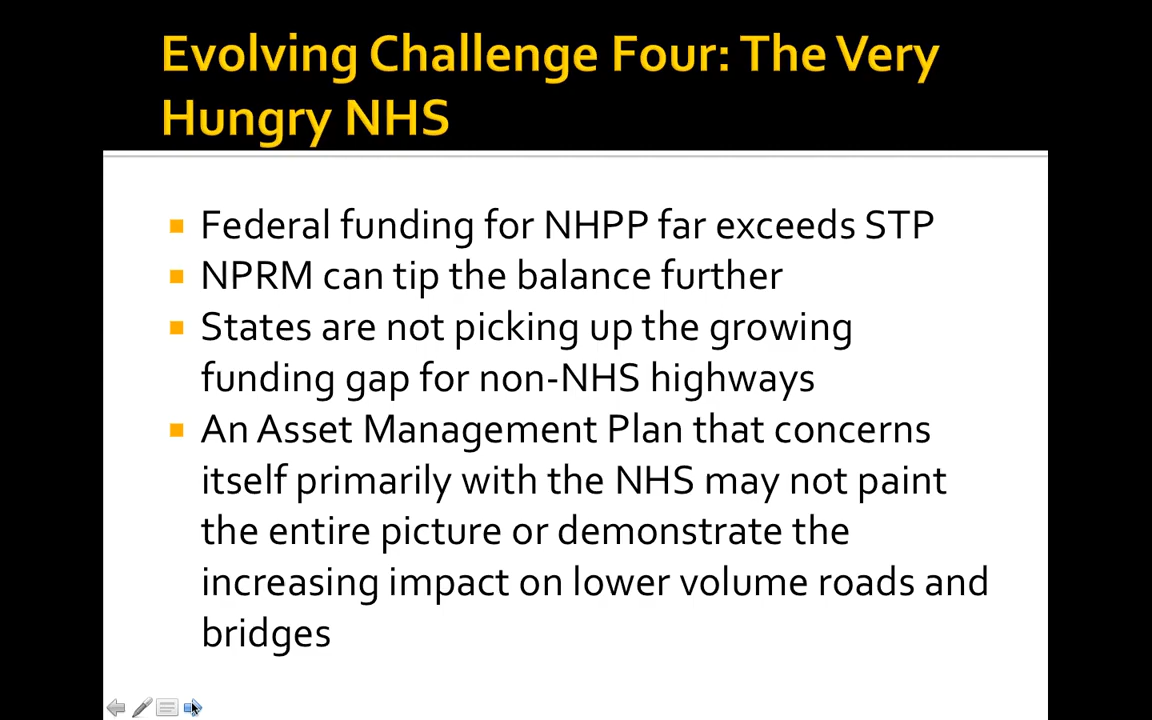 Evolving Challenge Four: The Very
Hungry NHS
Federal funding for NHPP far exceeds STP
NPRM can tip the balance further
States are not picking up the growing
funding gap for non-NHS highways
An Asset Management Plan that concerns
itself primarily with the NHS may not paint
the entire picture or demonstrate the
increasing impact on lower volume roads and
bridges